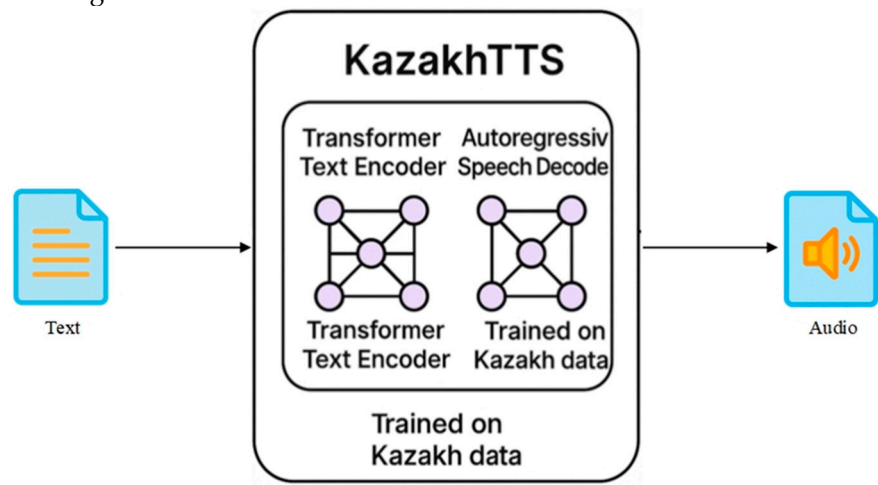 KazakhTTS
Transformer
Text Encoder
Autoregressiv
Speech Decode
Transformer
Text Encoder
Trained on
Kazakh data
Trained on
Kazakh data
Text
Audio